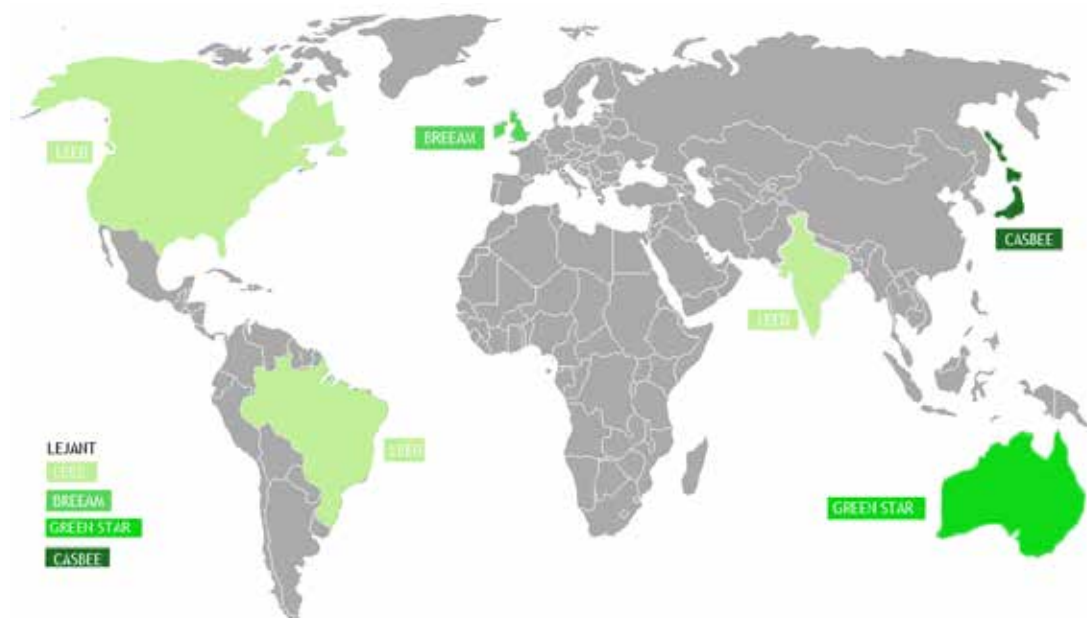 LEED
BREEAM
CASBEE
LEED
LEED
GREEN STAR
LEJANT
LEED
BREEAM
GREEN STAR
CASBEE